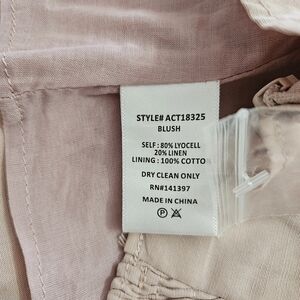 STYLE# ACT18325
BLUSH
SELF : 80% LYOCELL
20% LINEN
LINING : 100% COTTO
DRY CLEAN ONLY
RN#141397
MADE IN CHINA
P